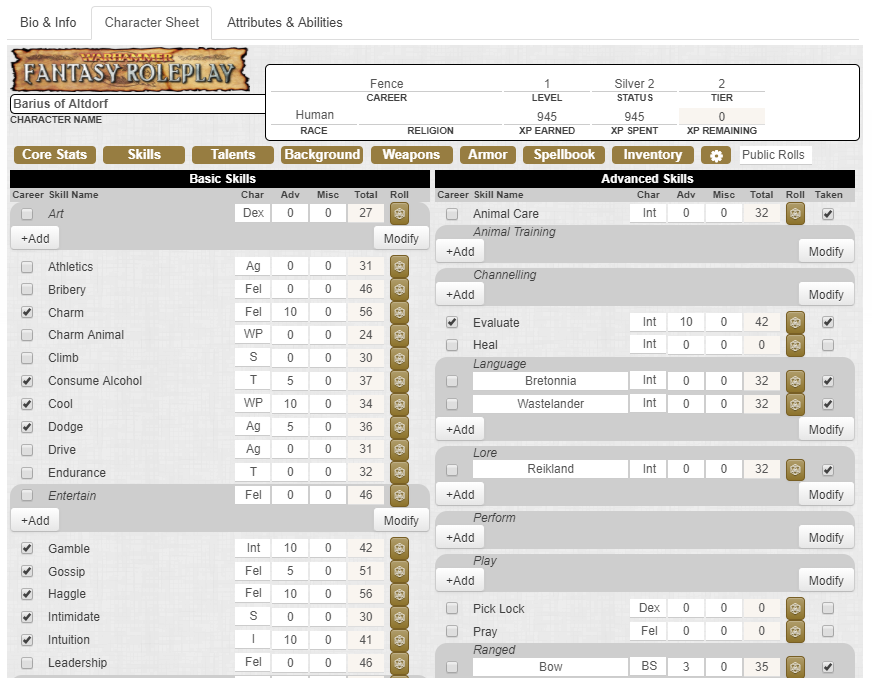 Bio & Info Character Sheet Attributes & Abilities
WARHAMMER
FANTASY ROLEPLAY
Barius of Altdorf
CHARACTER NAME
Fence 1 Silver 2 2
CAREER LEVEL STATUS TIER
Human 945 945 0
RACE RELIGION XP EARNED XP SPENT XP REMAINING
Core Stats Skills Talents Background Weapons Armor Spellbook Inventory Public Rolls
Basic Skills
Career Skill Name Char Adv Misc Total Roll
Art Dex 0 0 27
+Add Modify
Athletics Ag 0 0 31
Bribery Fel 0 0 46
Charm Fel 10 0 56
Charm Animal WP 0 0 24
Climb S 0 0 30
Consume Alcohol T 5 0 37
Cool WP 10 0 34
Dodge Ag 5 0 36
Drive Ag 0 0 31
Endurance T 0 0 32
Entertain Fel 0 0 46
+Add Modify
Gamble Int 10 0 42
Gossip Fel 5 0 51
Haggle Fel 10 0 56
Intimidate S 0 0 30
Intuition I 10 0 41
Leadership Fel 0 0 46
Advanced Skills
Career Skill Name Char Adv Misc Total Roll Taken
Animal Care Int 0 0 32
Animal Training
+Add Modify
Channelling
+Add Modify
Evaluate Int 10 0 42
Heal Int 0 0 0
Language
Bretonnia Int 0 0 32
Wastelander Int 0 0 32
+Add Modify
Lore
Reikland Int 0 0 32
+Add Modify
Perform
+Add Modify
Play
+Add Modify
Pick Lock Dex 0 0 0
Pray Fel 0 0 0
Ranged
Bow BS 3 0 35